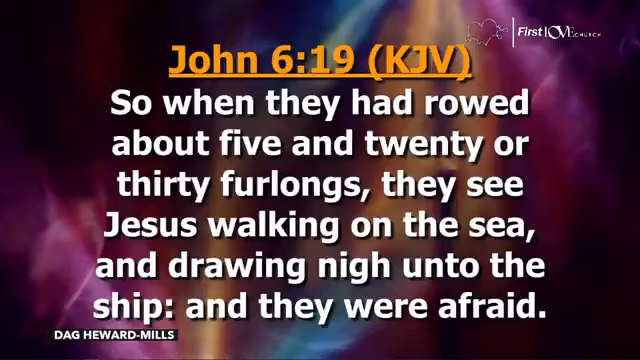 First LOVE CHURCH
John 6:19 (KJV)
So when they had rowed
about five and twenty or
thirty furlongs, they see
Jesus walking on the sea,
and drawing nigh unto the
ship: and they were afraid.
DAG HEWARD-MILLS